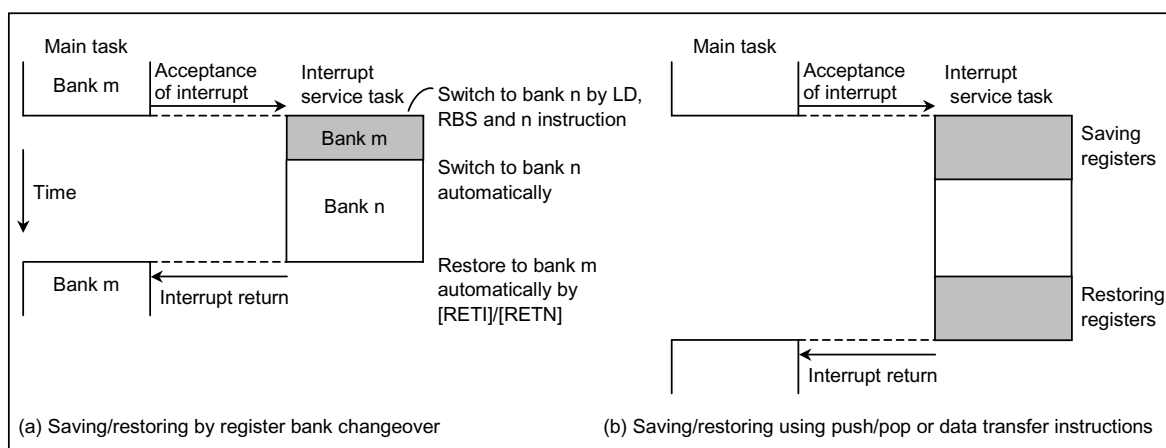 Main task
Bank m
Acceptance
of interrupt
Interrupt
service task
Switch to bank n by LD,
RBS and n instruction
Bank m
Switch to bank n
automatically
Time
Bank n
Restore to bank m
automatically by
[RETI]/[RETN]
Bank m
Interrupt return
(a) Saving/restoring by register bank changeover
Main task
Acceptance
of interrupt
Interrupt
service task
Saving
registers
Restoring
registers
Interrupt return
(b) Saving/restoring using push/pop or data transfer instructions